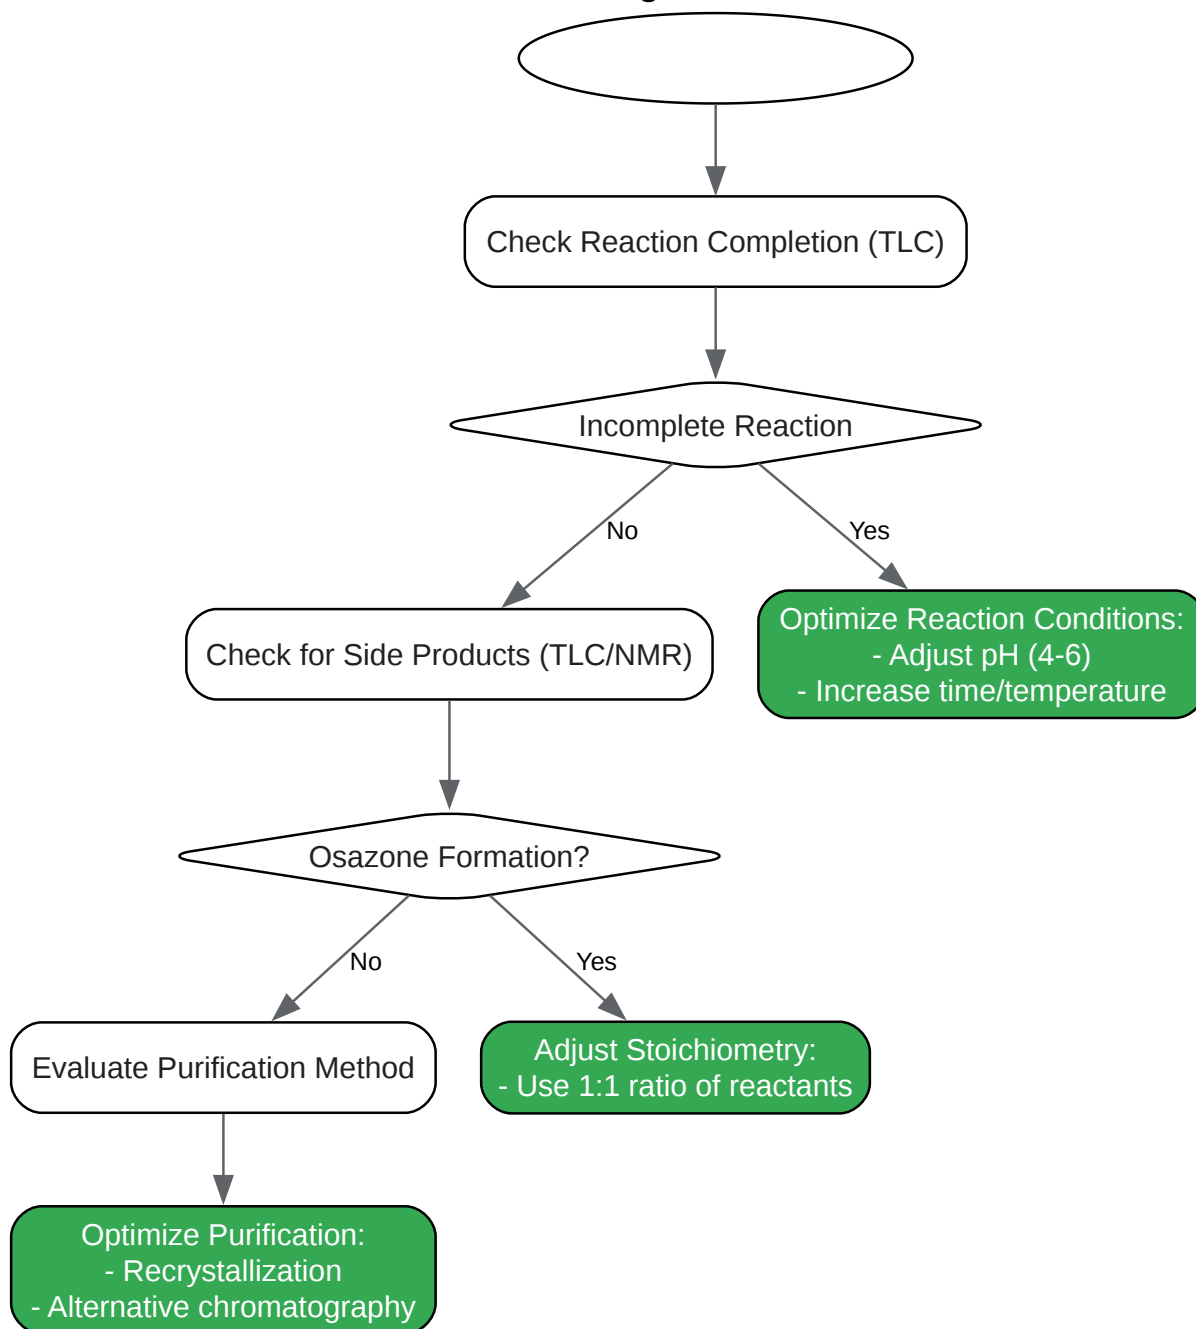 Check Reaction Completion (TLC)
Incomplete Reaction
No
Yes
Check for Side Products (TLC/NMR)
Optimize Reaction Conditions:
- Adjust pH (4-6)
- Increase time/temperature
Osazone Formation?
No
Yes
Evaluate Purification Method
Adjust Stoichiometry:
- Use 1:1 ratio of reactants
Optimize Purification:
- Recrystallization
- Alternative chromatography